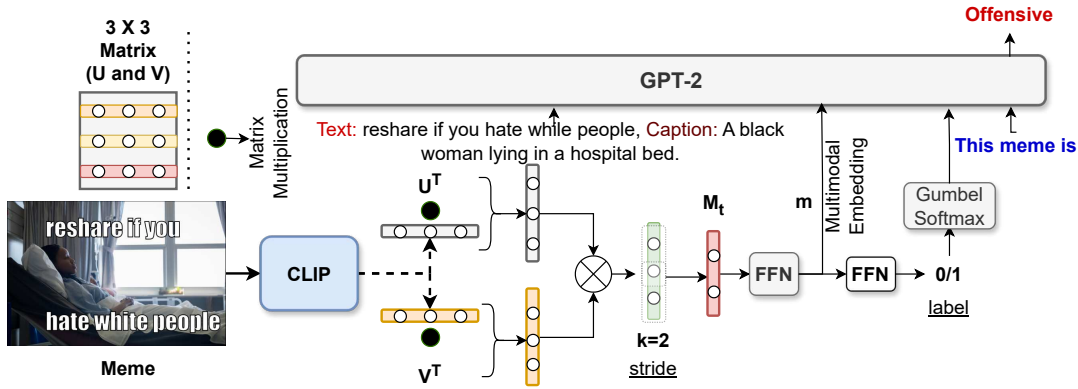 Offensive
3 X 3
Matrix
(U and V)
GPT-2
Matrix
Multiplication
Text: reshare if you hate while people, Caption: A black
woman lying in a hospital bed.
This meme is
U^T
Multimodal
Embedding
m
Gumbel
Softmax
reshare if you
hate white people
CLIP
M_t
FFN
FFN
0/1
label
k=2
stride
V^T
Meme